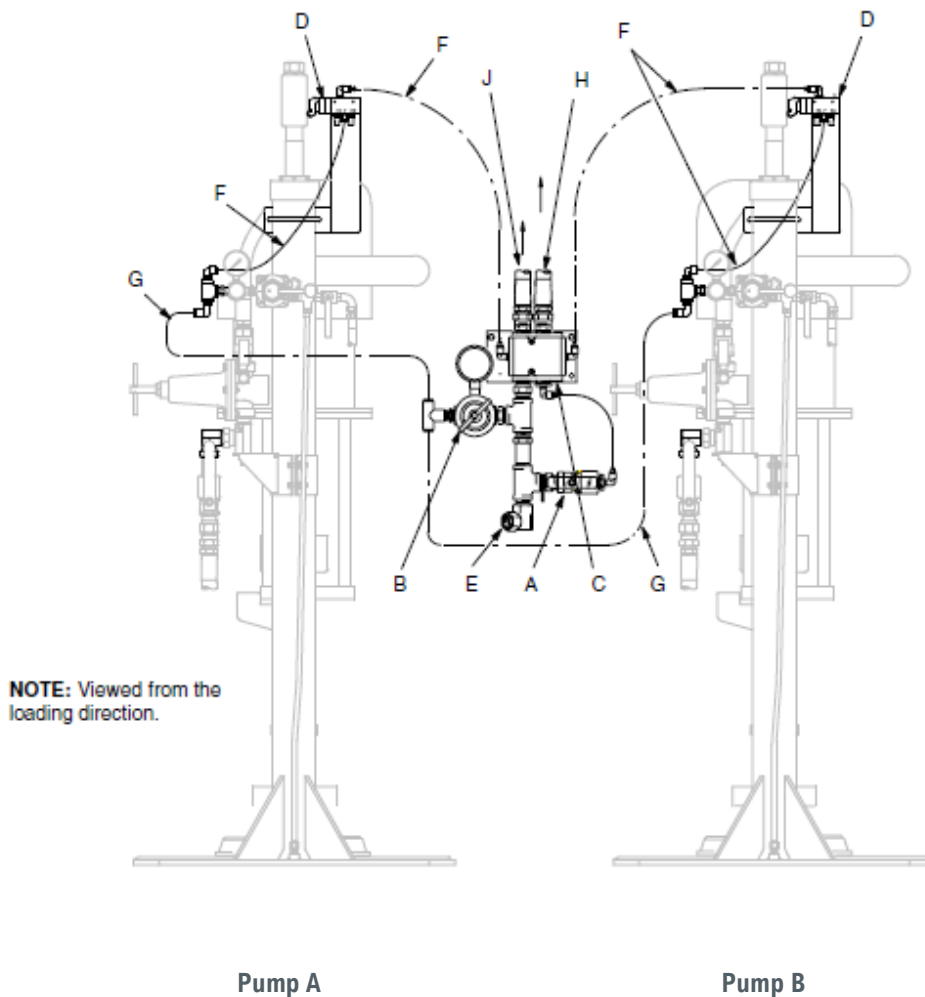 D
F
J
H
F
D
F
F
G
B
E
A
C
G
NOTE: Viewed from the
loading direction.
Pump A
Pump B